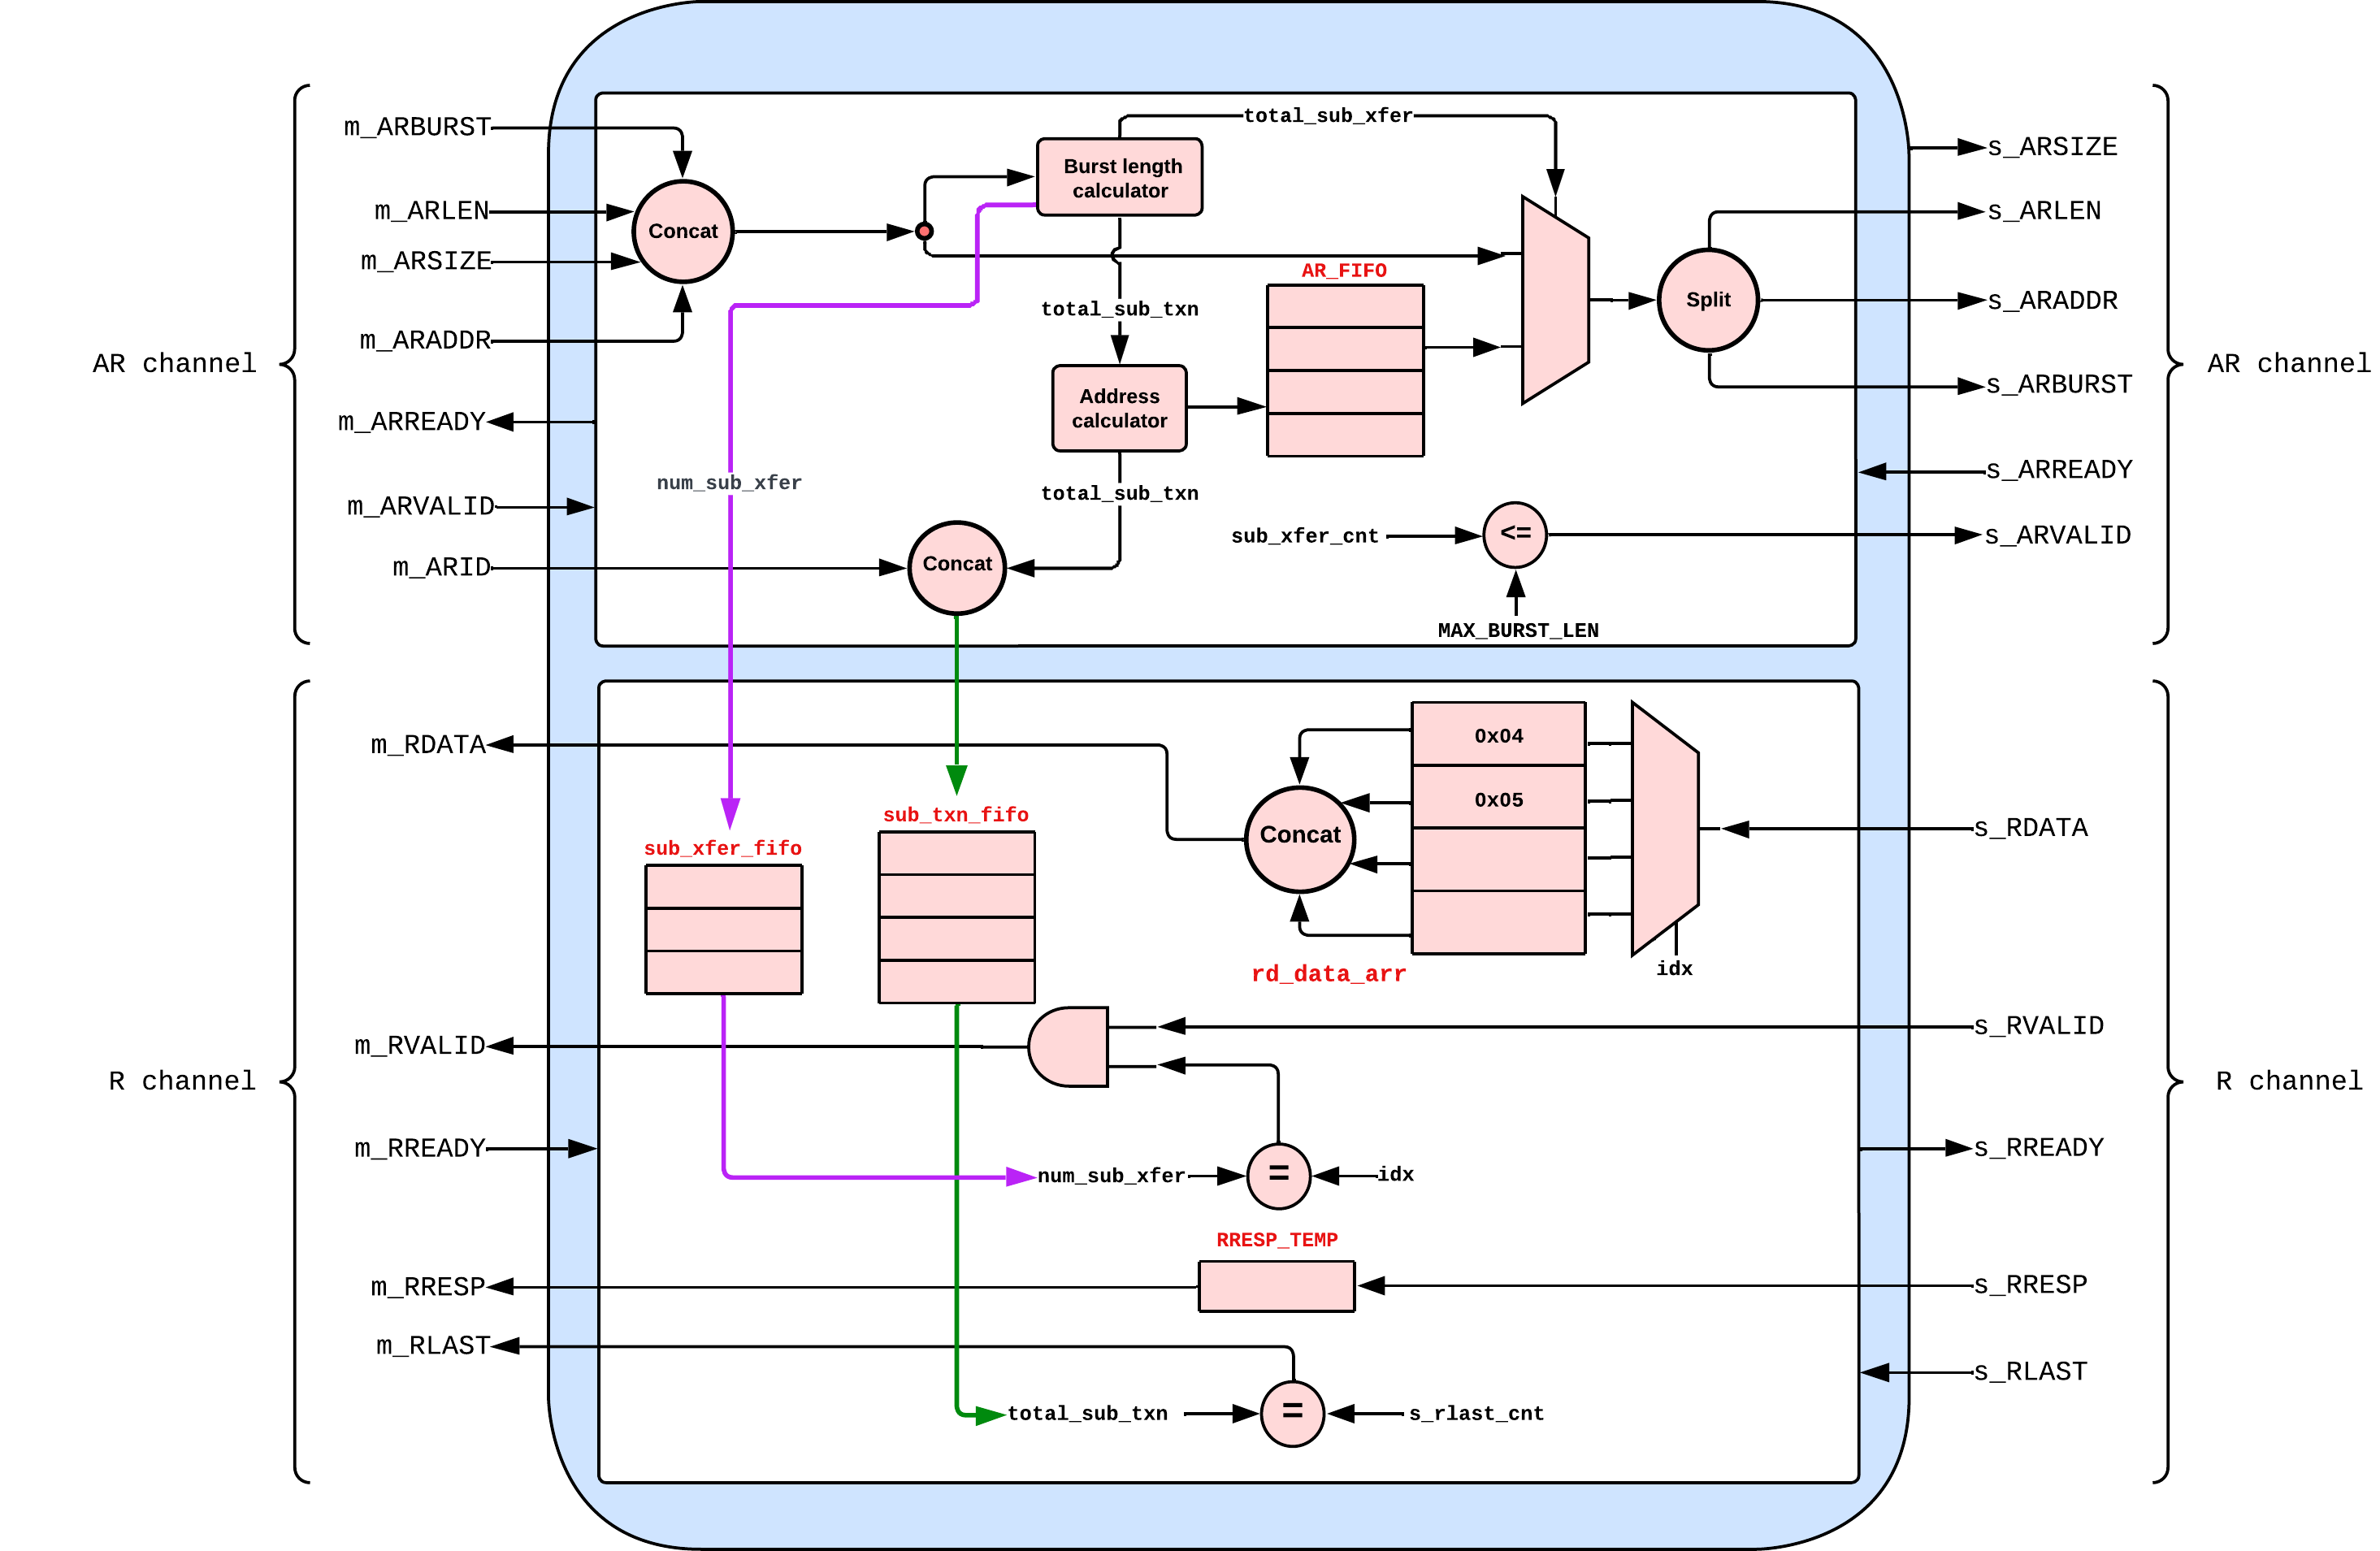 m_ARBURST
m_ARLEN
m_ARSIZE
m_ARADDR
AR channel
m_ARREADY
m_ARVALID
m_ARID
Concat
Burst length
calculator
total_sub_xfer
total_sub_txn
AR_FIFO
Address
calculator
total_sub_txn
num_sub_xfer
Concat
Split
sub_xfer_cnt
<=
MAX_BURST_LEN
s_ARSIZE
s_ARLEN
s_ARADDR
AR channel
s_ARBURST
s_ARREADY
s_ARVALID
m_RDATA
m_RVALID
R channel
m_RREADY
m_RRESP
m_RLAST
sub_xfer_fifo
sub_txn_fifo
Concat
0x04
0x05
rd_data_arr
idx
num_sub_xfer
=
idx
RRESP_TEMP
total_sub_txn
=
s_rlast_cnt
s_RDATA
s_RVALID
R channel
s_RREADY
s_RRESP
s_RLAST